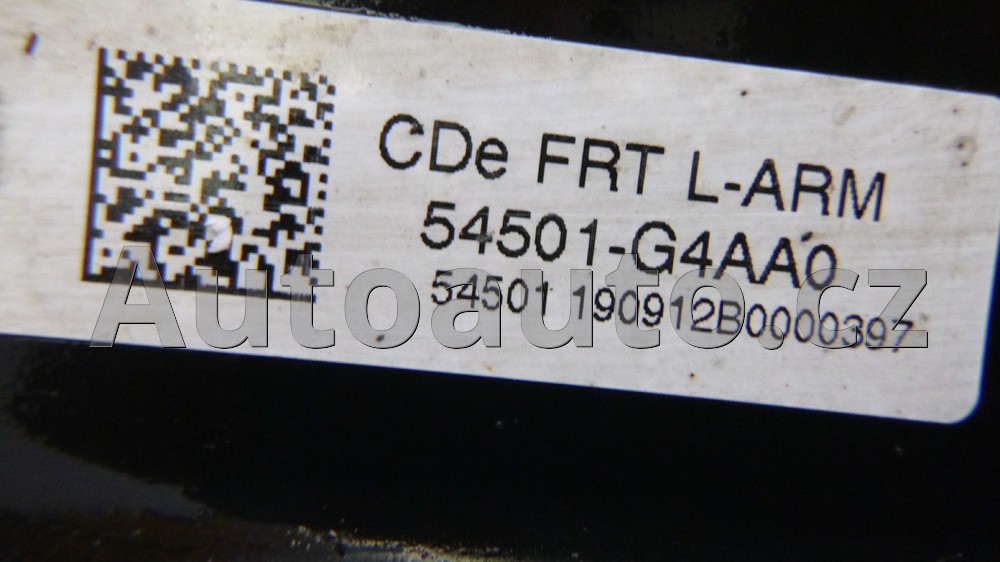 CDe FRT L-ARM
54501-G4AA0
54501 190912B0000397
Autoauto.cz